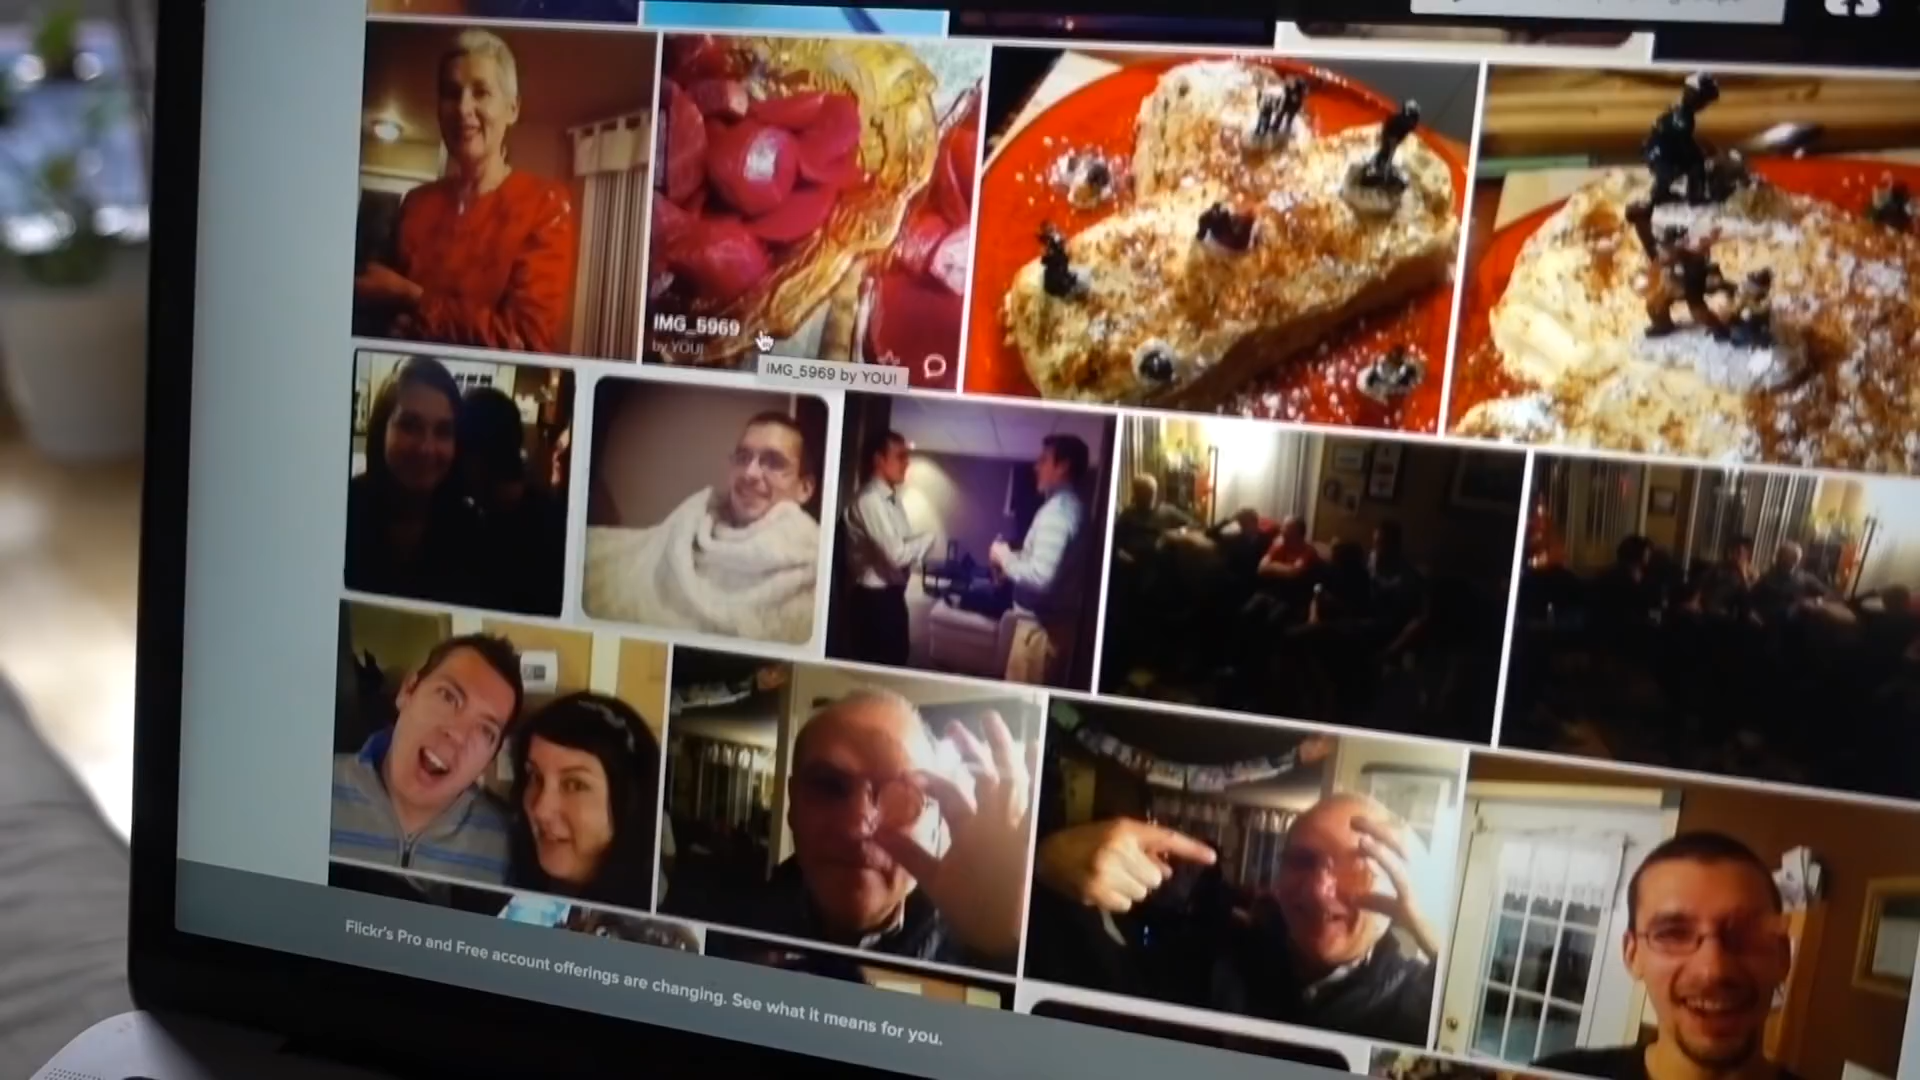 IMG_5969
by YOU!
IMG_5969 by YOU!
Flickr's Pro and Free account offerings are changing. See what it means for you.